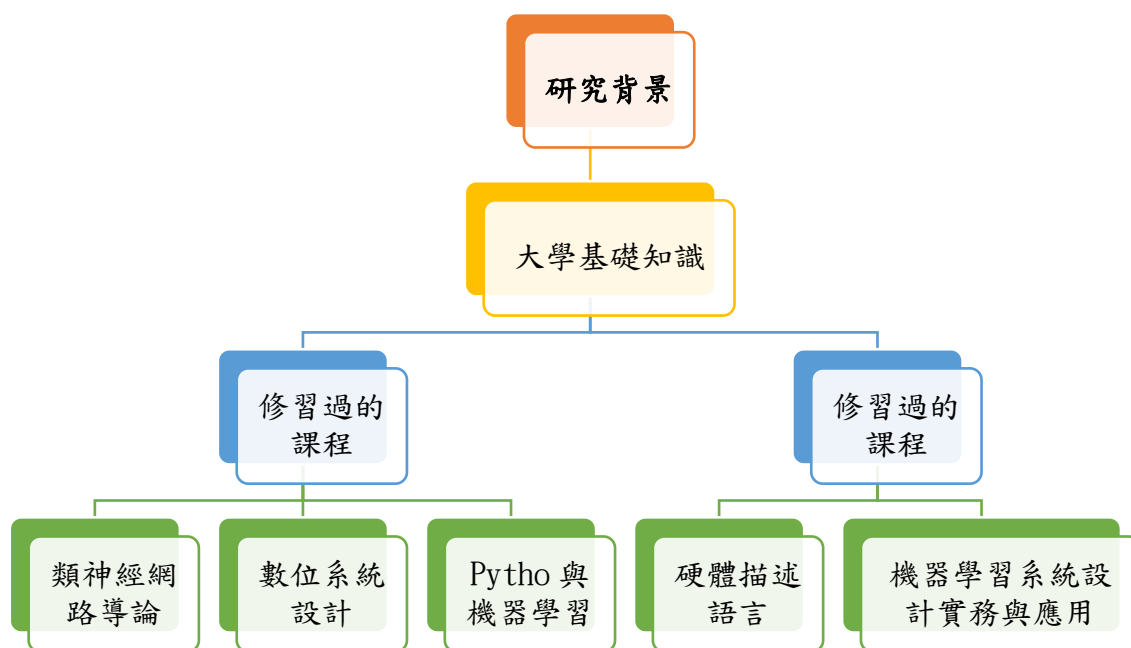 研究背景
大學基礎知識
修習過的
課程
修習過的
課程
類神經網
路導論
數位系統
設計
Pytho 與
機器學習
硬體描述
語言
機器學習系統設
計實務與應用